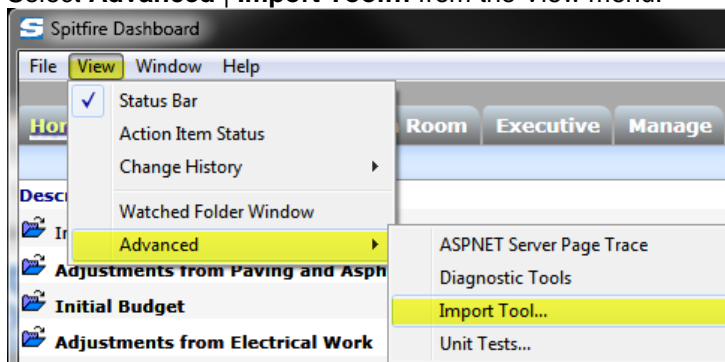 Select Advanced | Import Tool... from the View menu.
Spitfire Dashboard
File View Window Help
Status Bar
Action Item Status
Change History
Watched Folder Window
Advanced
Room Executive Manage
ASPNET Server Page Trace
Diagnostic Tools
Import Tool...
Unit Tests...
Adjustments from Paving and Asph
Initial Budget
Adjustments from Electrical Work